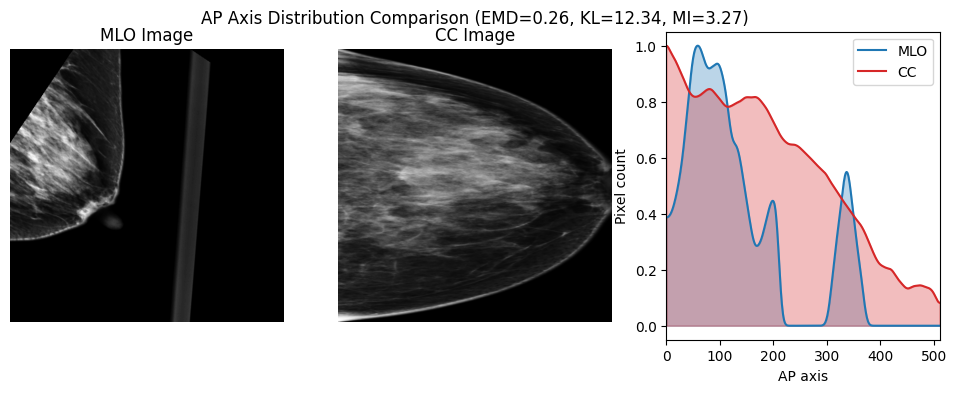 AP Axis Distribution Comparison (EMD=0.26, KL=12.34, MI=3.27)
MLO Image
CC Image
MLO
CC
Pixel count
1.0
0.8
0.6
0.4
0.2
0.0
0 100 200 300 400 500
AP axis